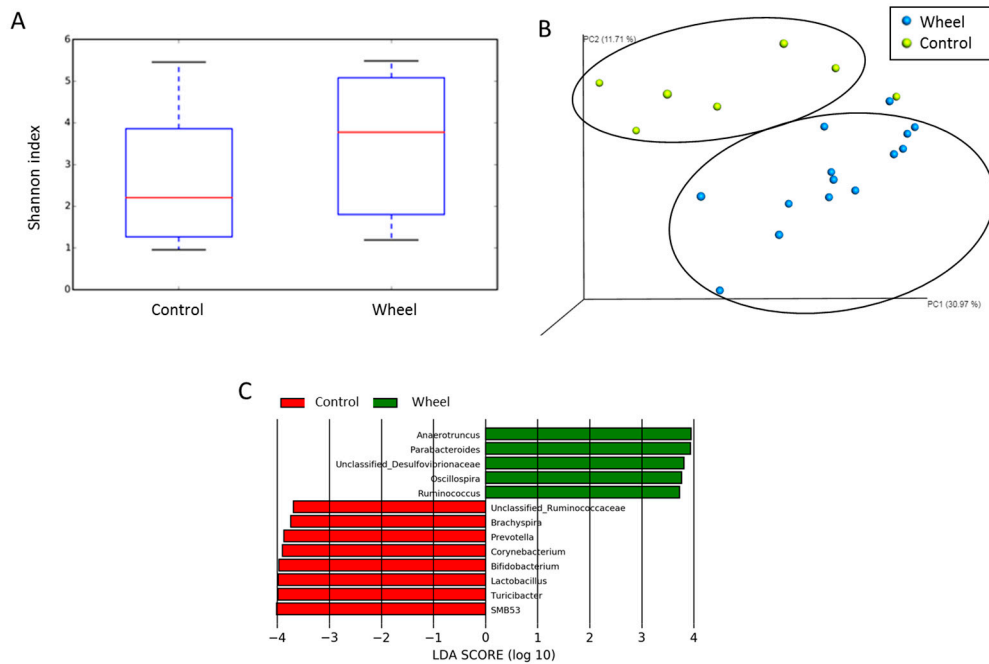 A
Shannon index
6
5
4
3
2
1
0
Control
Wheel
B
Wheel
Control
PC2 (11.71 %)
PC1 (30.97 %)
C
Control
Wheel
Anaerotruncus
Parabacteroides
Unclassified_Desulfovibrionaceae
Oscillospira
Ruminococcus
Unclassified_Ruminococcaceae
Brachyspira
Prevotella
Corynebacterium
Bifidobacterium
Lactobacillus
Turicibacter
SMB53
−4 −3 −2 −1 0 1 2 3 4
LDA SCORE (log 10)